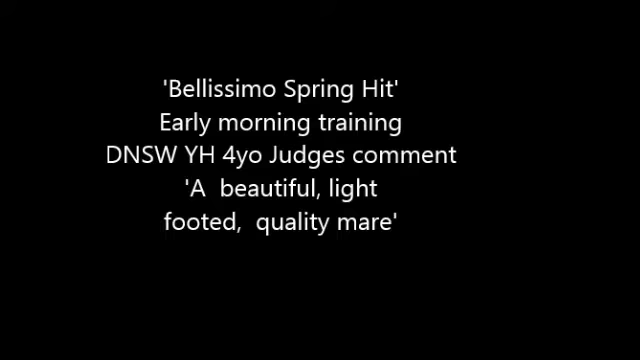 'Bellissimo Spring Hit'
Early morning training
DNSW YH 4yo Judges comment
'A  beautiful, light
footed,  quality mare'